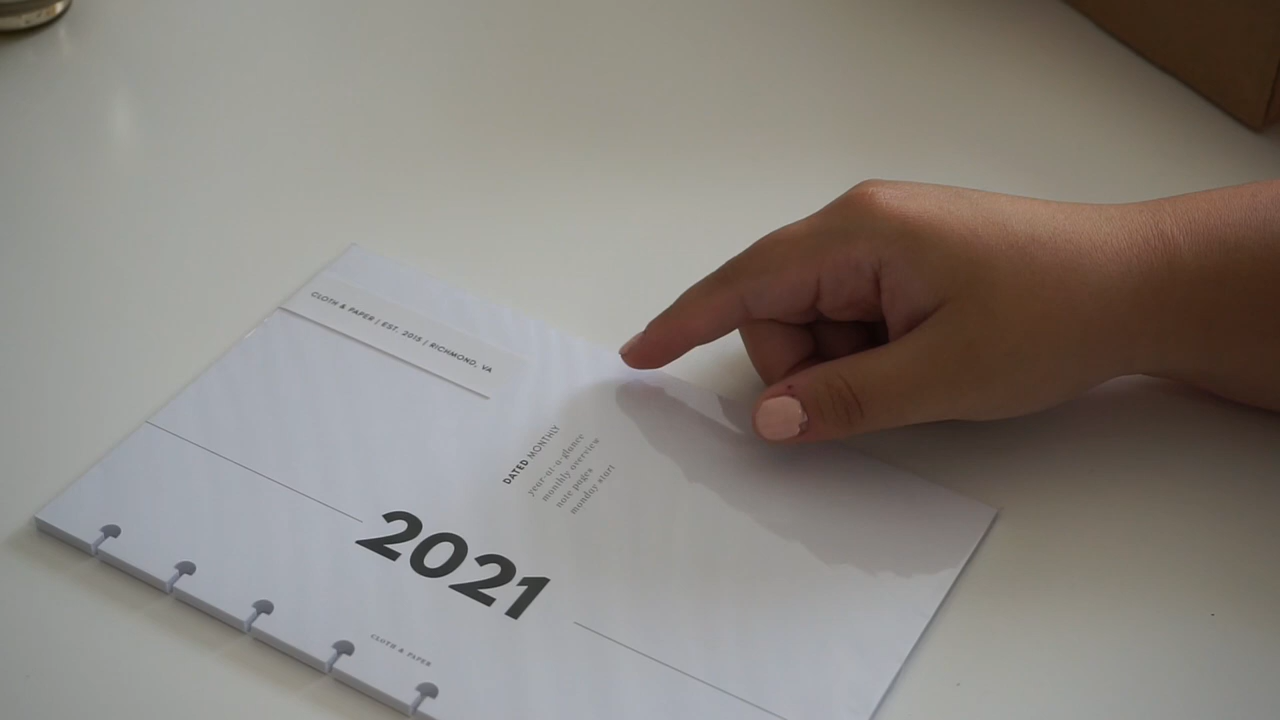 CLOTH & PAPER | EST. 2015 | RICHMOND, VA
DATED MONTHLY
year-at-a-glance
monthly overview
note pages
monday start
2021
CLOTH & PAPER